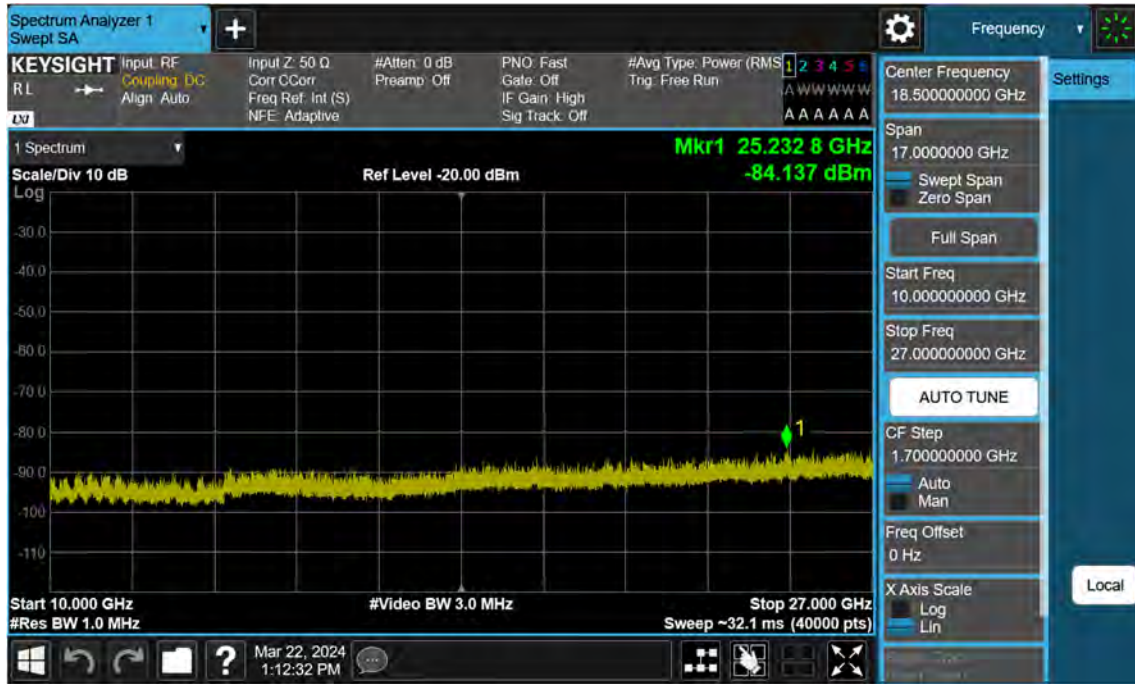 Spectrum Analyzer 1
Swept SA
Frequency
KEYSIGHT
RL
LXI
Input: RF
Coupling: DC
Align: Auto
Input Z: 50 Ω
Corr CCorr
Freq Ref: Int (S)
NFE: Adaptive
#Atten: 0 dB
Preamp: Off
PNO: Fast
Gate: Off
IF Gain: High
Sig Track: Off
#Avg Type: Power (RMS
Trig: Free Run
1 2 3 4 5 6
A W W W W W
A A A A A A
1 Spectrum
Mkr1 25.232 8 GHz
Scale/Div 10 dB
Ref Level -20.00 dBm
-84.137 dBm
Log
-30.0
-40.0
-50.0
-60.0
-70.0
-80.0
1
-90.0
-100
-110
Start 10.000 GHz
#Video BW 3.0 MHz
Stop 27.000 GHz
#Res BW 1.0 MHz
Sweep ~32.1 ms (40000 pts)
Center Frequency
18.500000000 GHz
Settings
Span
17.0000000 GHz
Swept Span
Zero Span
Full Span
Start Freq
10.000000000 GHz
Stop Freq
27.000000000 GHz
AUTO TUNE
CF Step
1.700000000 GHz
Auto
Man
Freq Offset
0 Hz
X Axis Scale
Log
Lin
Local
?
Mar 22, 2024
1:12:32 PM